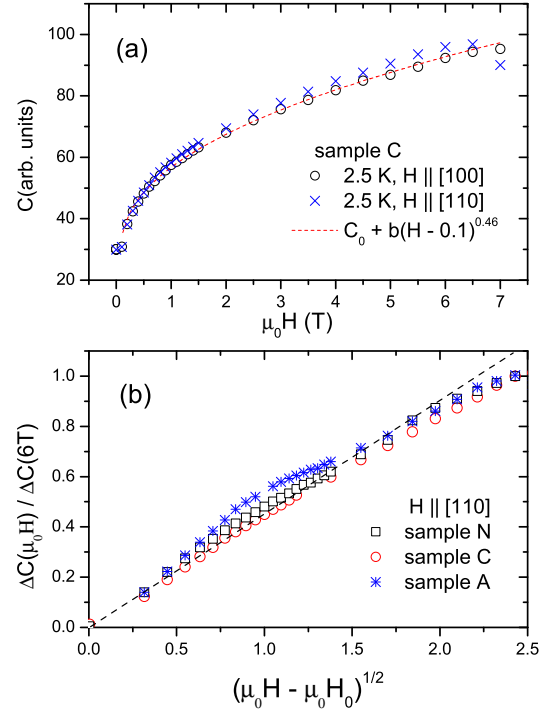 (a)
C(arb. units)
100
80
60
40
20
sample C
2.5 K, H || [100]
2.5 K, H || [110]
C₀ + b(H - 0.1)^0.46
0 1 2 3 4 5 6 7
μ₀H (T)
(b)
ΔC(μ₀H) / ΔC(6T)
1.0
0.8
0.6
0.4
0.2
0.0
H || [110]
sample N
sample C
sample A
0.0 0.5 1.0 1.5 2.0 2.5
(μ₀H - μ₀H₀)^1/2